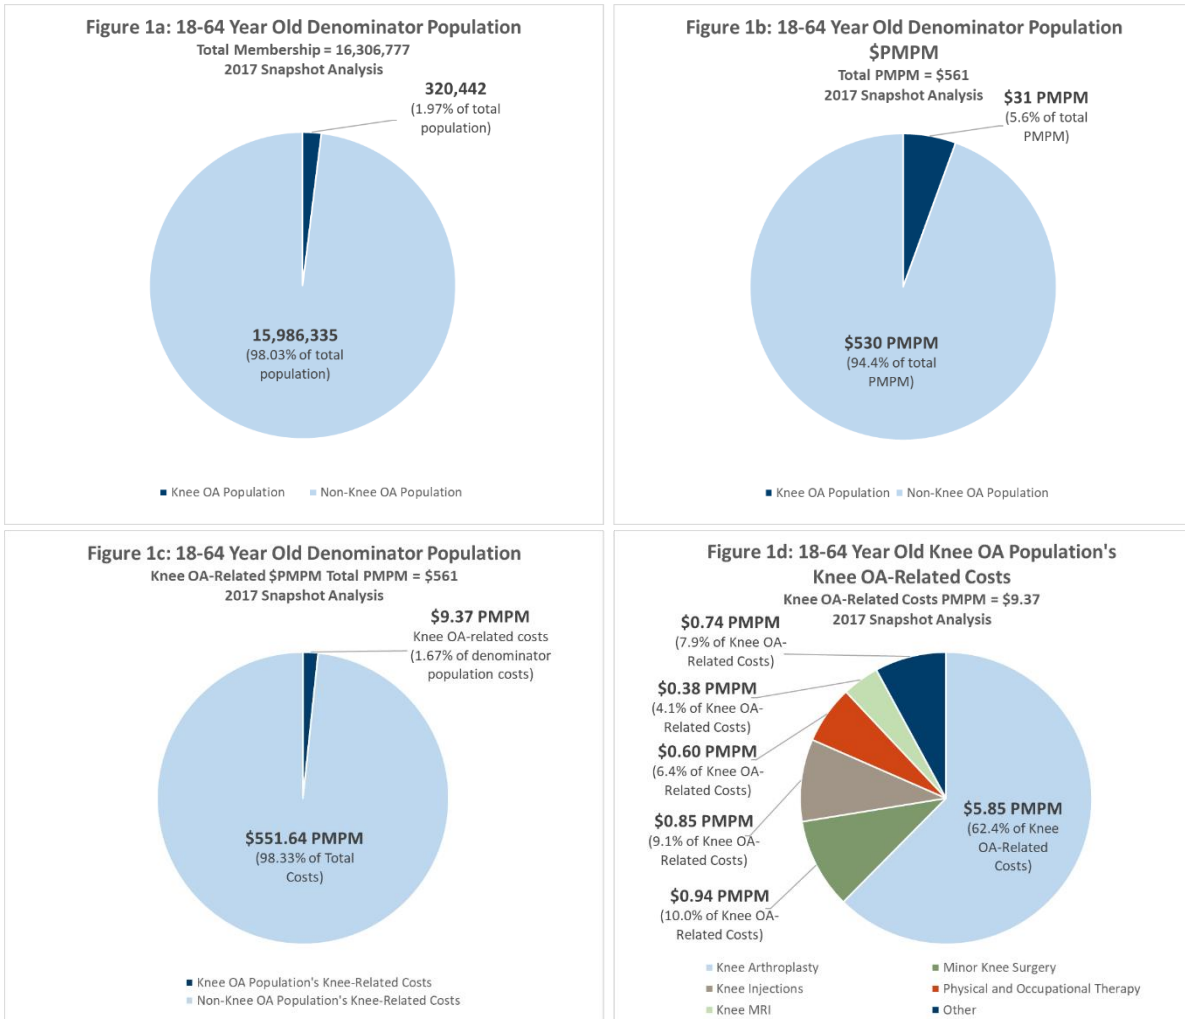 Figure 1a: 18-64 Year Old Denominator Population
Total Membership = 16,306,777
2017 Snapshot Analysis
320,442
(1.97% of total
population)
15,986,335
(98.03% of total
population)
Knee OA Population
Non-Knee OA Population
Figure 1b: 18-64 Year Old Denominator Population
$PMPM
Total PMPM = $561
2017 Snapshot Analysis
$31 PMPM
(5.6% of total
PMPM)
$530 PMPM
(94.4% of total
PMPM)
Knee OA Population
Non-Knee OA Population
Figure 1c: 18-64 Year Old Denominator Population
Knee OA-Related $PMPM Total PMPM = $561
2017 Snapshot Analysis
$9.37 PMPM
Knee OA-related costs
(1.67% of denominator
population costs)
$551.64 PMPM
(98.33% of Total
Costs)
Knee OA Population's Knee-Related Costs
Non-Knee OA Population's Knee-Related Costs
Figure 1d: 18-64 Year Old Knee OA Population's
Knee OA-Related Costs
Knee OA-Related Costs PMPM = $9.37
2017 Snapshot Analysis
$0.74 PMPM
(7.9% of Knee OA-
Related Costs)
$0.38 PMPM
(4.1% of Knee OA-
Related Costs)
$0.60 PMPM
(6.4% of Knee OA-
Related Costs)
$0.85 PMPM
(9.1% of Knee OA-
Related Costs)
$0.94 PMPM
(10.0% of Knee OA-
Related Costs)
$5.85 PMPM
(62.4% of Knee
OA-Related
Costs)
Knee Arthroplasty
Minor Knee Surgery
Knee Injections
Physical and Occupational Therapy
Knee MRI
Other